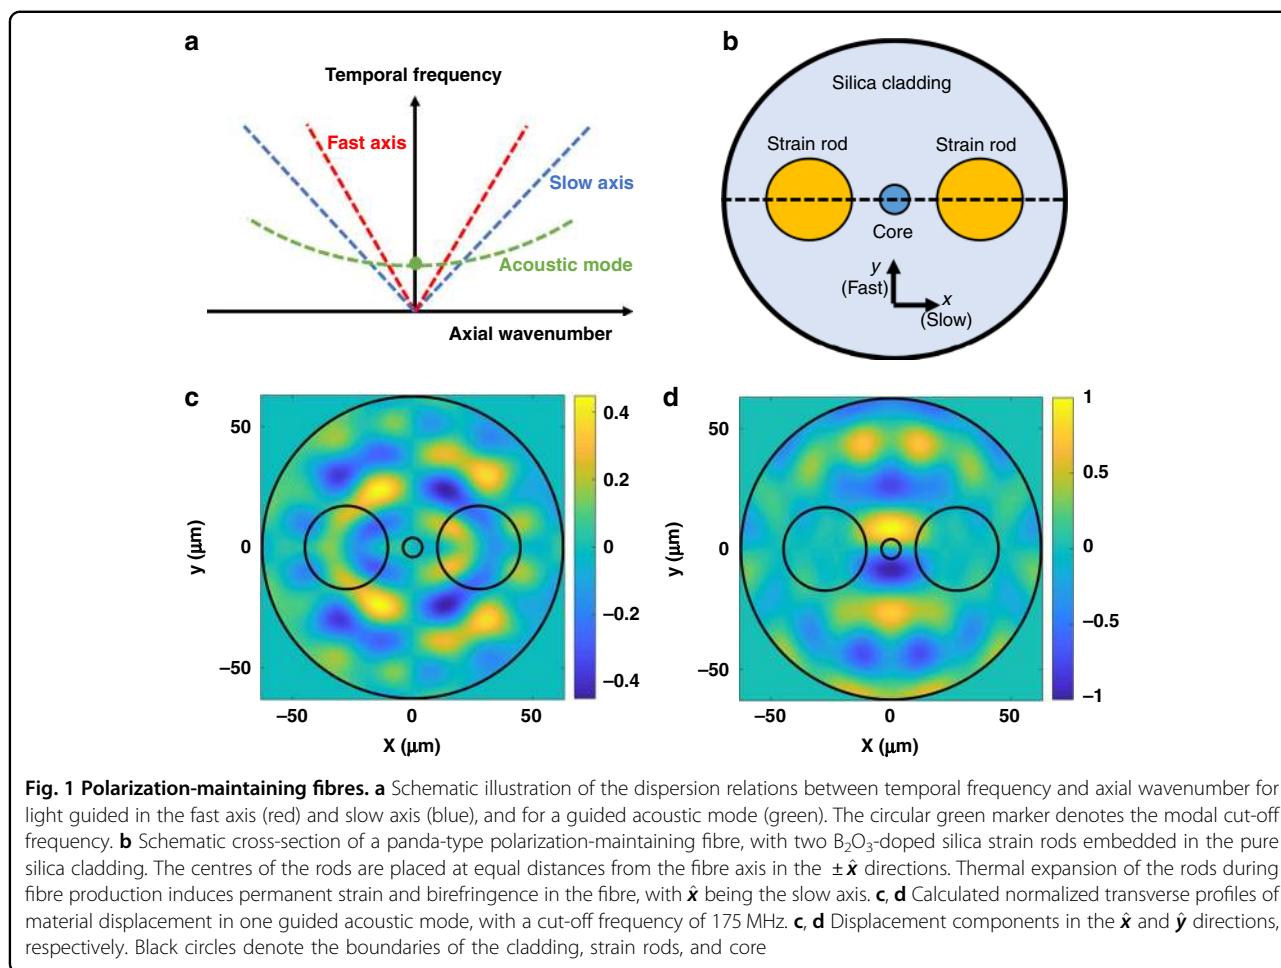 a
Temporal frequency
Fast axis
Slow axis
Acoustic mode
Axial wavenumber
b
Silica cladding
Strain rod
Strain rod
Core
y
(Fast)
x
(Slow)
c
50
0
−50
y (μm)
−50
0
50
X (μm)
0.4
0.2
0
−0.2
−0.4
d
50
0
−50
y (μm)
−50
0
50
X (μm)
1
0.5
0
−0.5
−1
Fig. 1 Polarization-maintaining fibres. a Schematic illustration of the dispersion relations between temporal frequency and axial wavenumber for
light guided in the fast axis (red) and slow axis (blue), and for a guided acoustic mode (green). The circular green marker denotes the modal cut-off
frequency. b Schematic cross-section of a panda-type polarization-maintaining fibre, with two B₂O₃-doped silica strain rods embedded in the pure
silica cladding. The centres of the rods are placed at equal distances from the fibre axis in the ±x̂ directions. Thermal expansion of the rods during
fibre production induces permanent strain and birefringence in the fibre, with x̂ being the slow axis. c, d Calculated normalized transverse profiles of
material displacement in one guided acoustic mode, with a cut-off frequency of 175 MHz. c, d Displacement components in the x̂ and ŷ directions,
respectively. Black circles denote the boundaries of the cladding, strain rods, and core